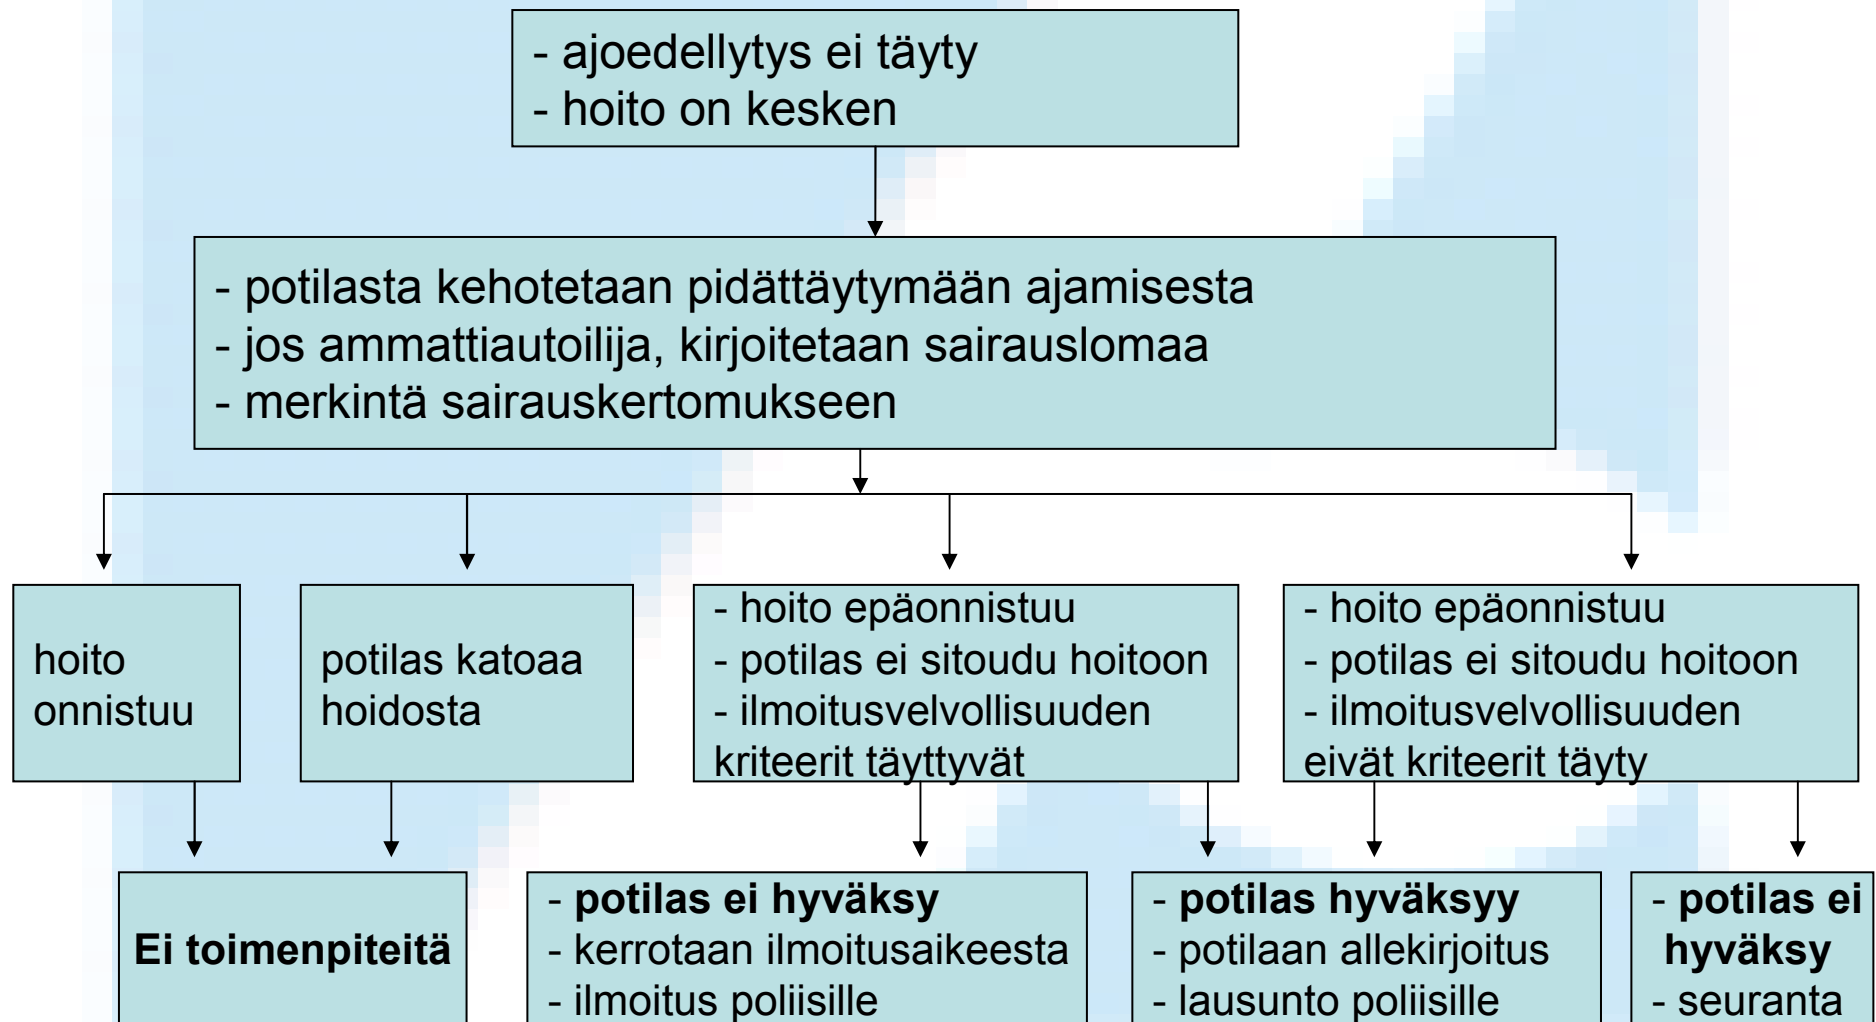 - ajoedellytys ei täyty
- hoito on kesken
- potilasta kehotetaan pidättäytymään ajamisesta
- jos ammattiautoilija, kirjoitetaan sairauslomaa
- merkintä sairauskertomukseen
hoito
onnistuu
potilas katoaa
hoidosta
- hoito epäonnistuu
- potilas ei sitoudu hoitoon
- ilmoitusvelvollisuuden
kriteerit täyttyvät
- hoito epäonnistuu
- potilas ei sitoudu hoitoon
- ilmoitusvelvollisuuden
eivät kriteerit täyty
Ei toimenpiteitä
- potilas ei hyväksy
- kerrotaan ilmoitusaikeesta
- ilmoitus poliisille
- potilas hyväksyy
- potilaan allekirjoitus
- lausunto poliisille
- potilas ei
hyväksy
- seuranta